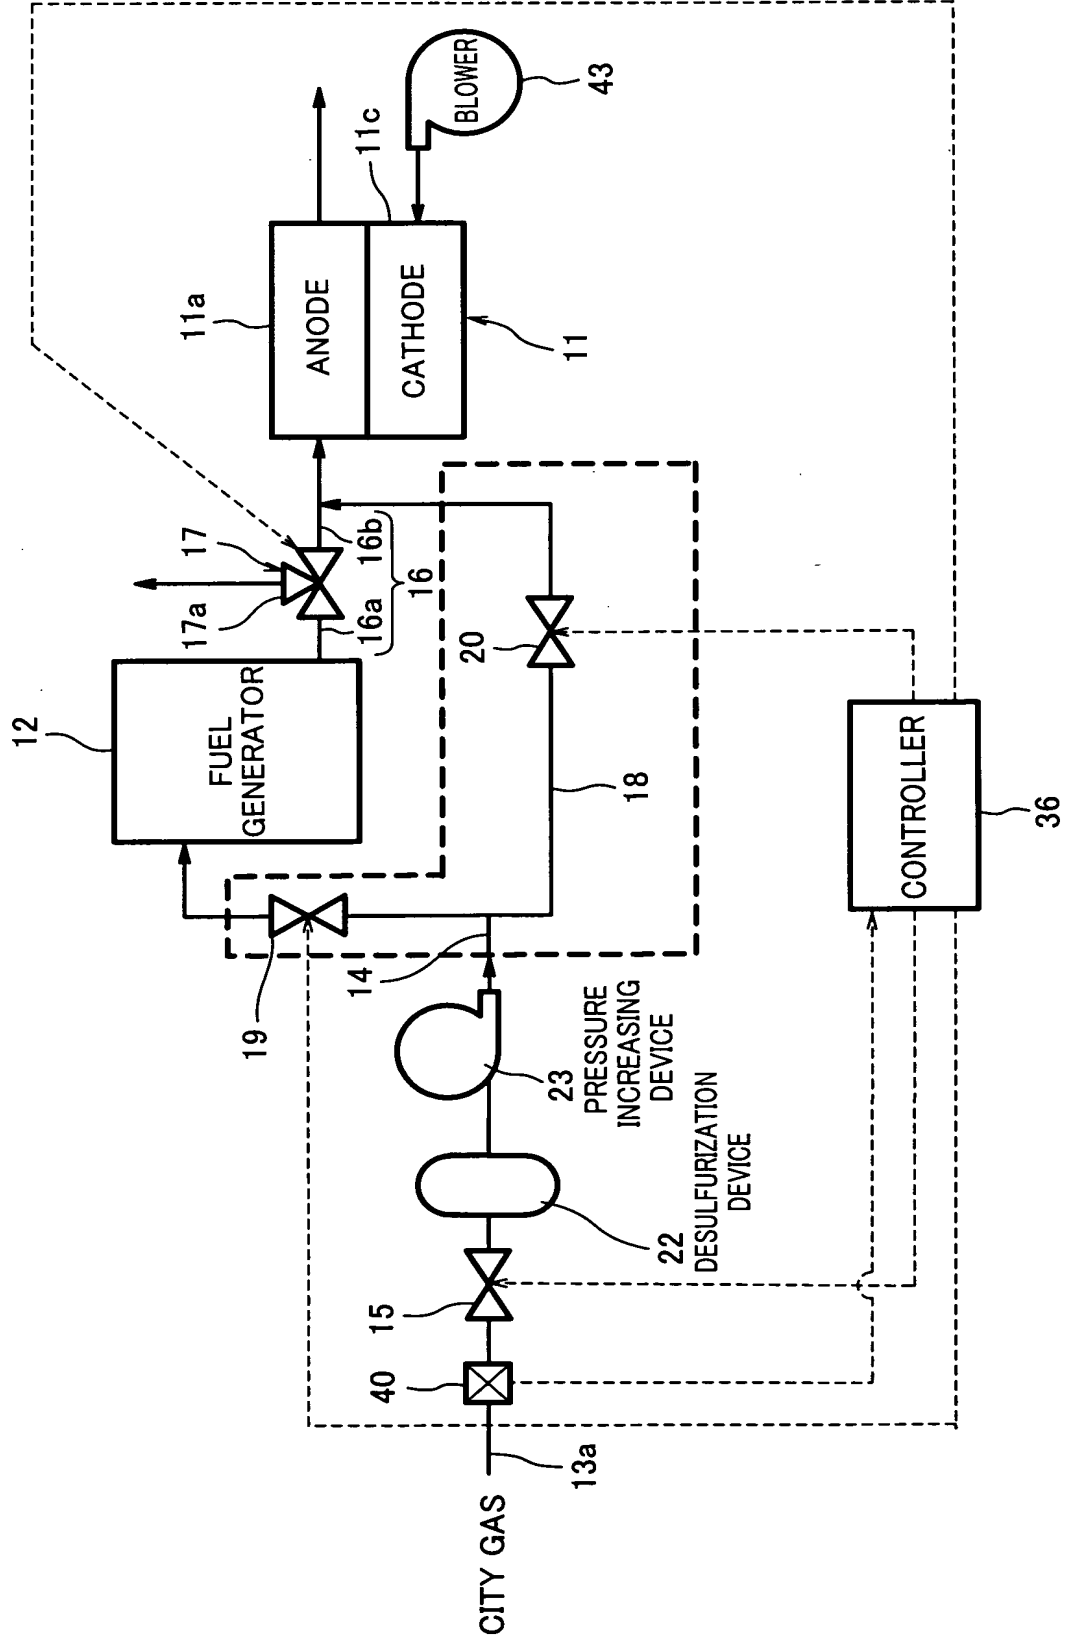 12
FUEL
GENERATOR
17a
17
16a
16b
16
11a
ANODE
CATHODE
11c
11
BLOWER
43
19
14
20
18
CITY GAS
13a
40
15
22
DESULFURIZATION
DEVICE
23
PRESSURE
INCREASING
DEVICE
CONTROLLER
36